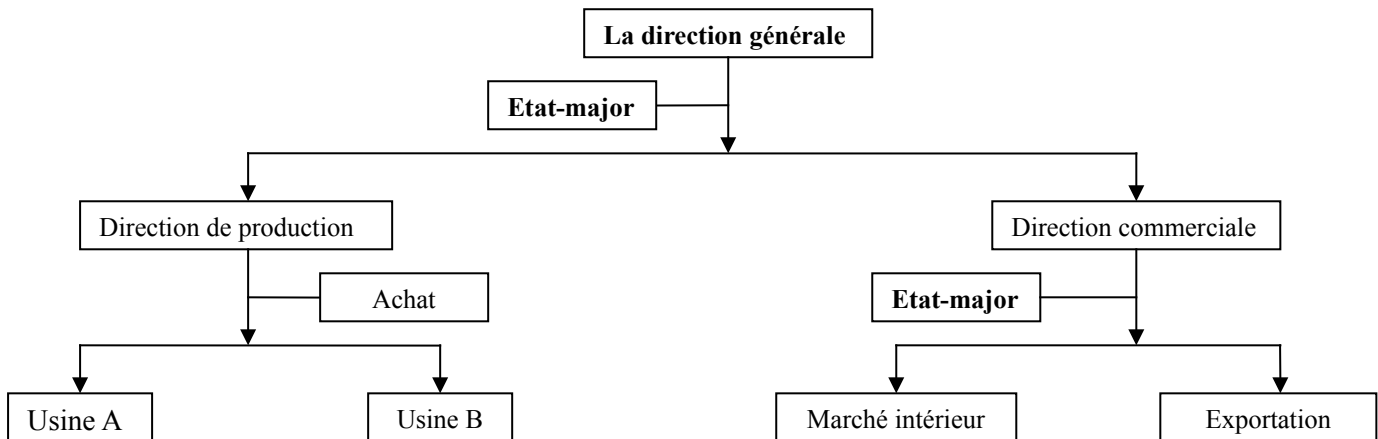 La direction générale
Etat-major
Direction de production
Direction commerciale
Achat
Etat-major
Usine A
Usine B
Marché intérieur
Exportation